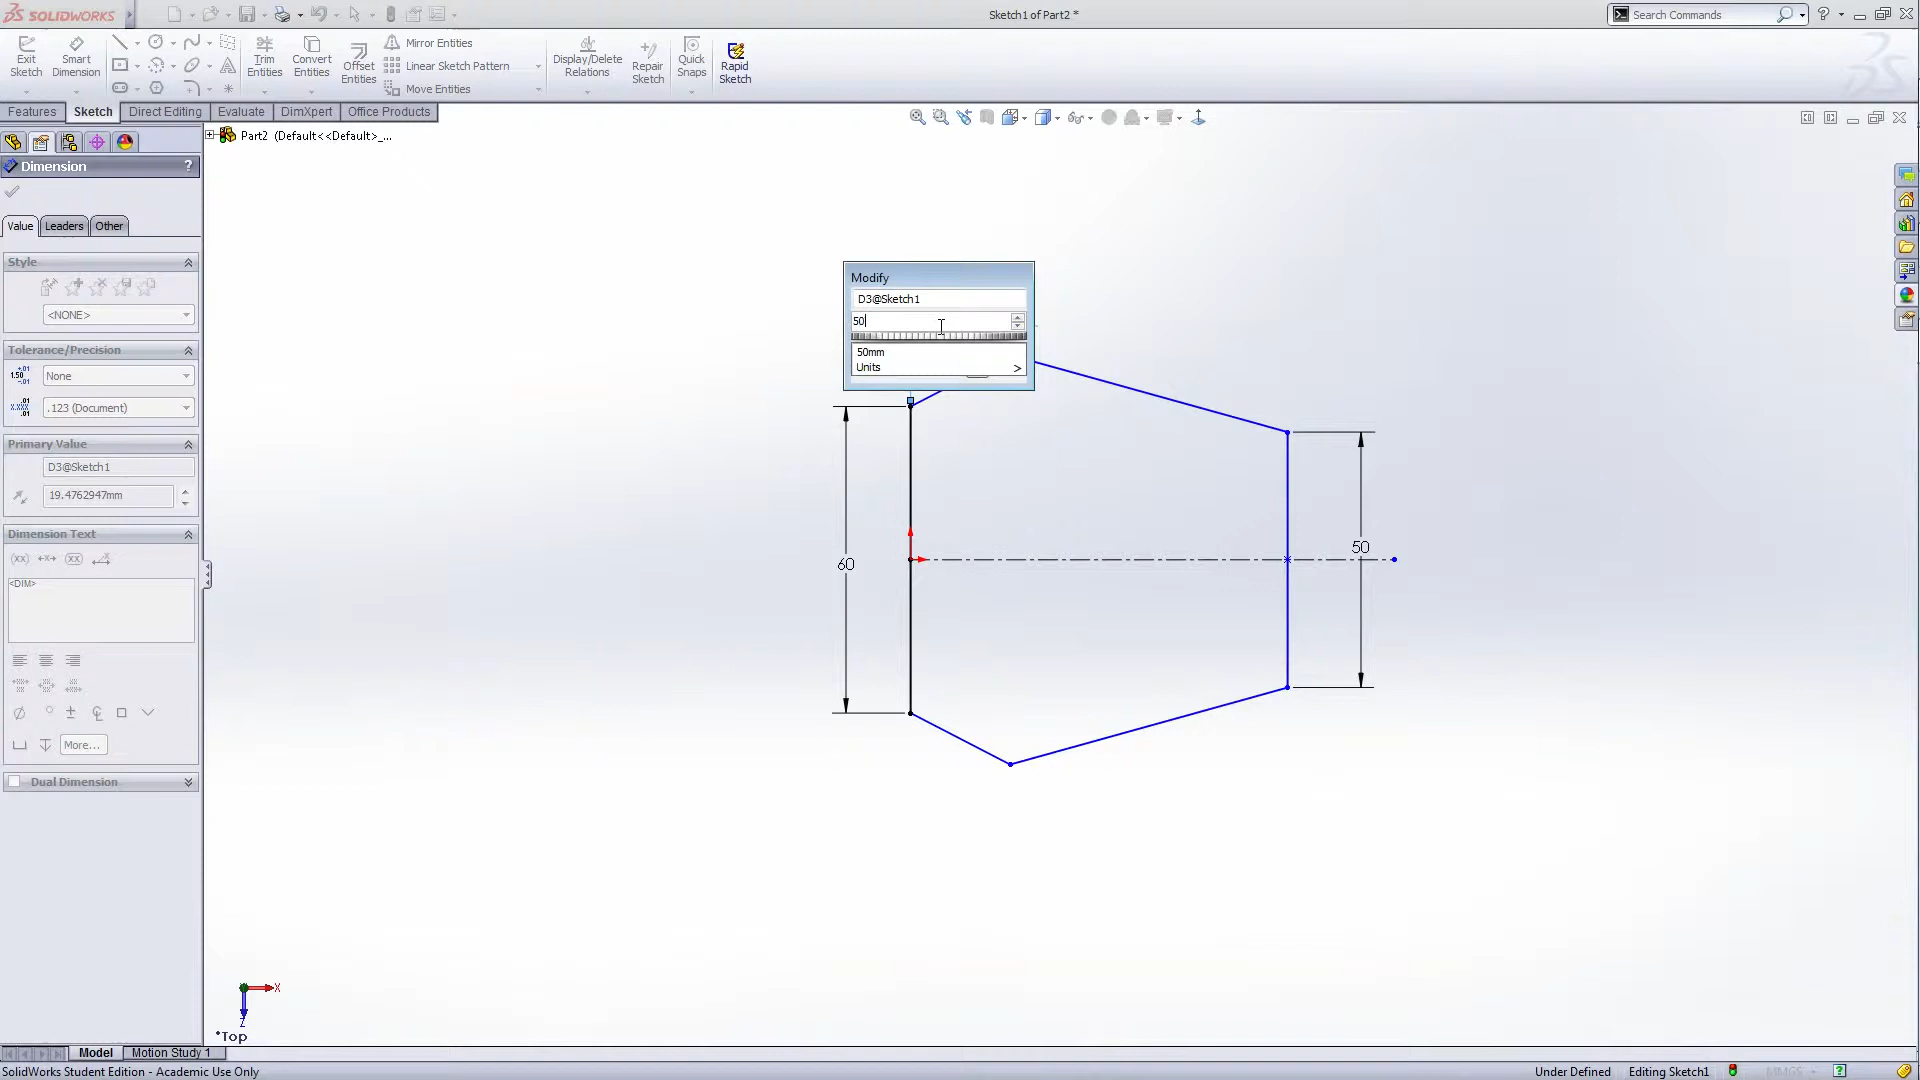 SOLIDWORKS
Sketch1 of Part2 *
Search Commands
Exit Sketch
Smart Dimension
Trim Entities
Convert Entities
Offset Entities
Mirror Entities
Linear Sketch Pattern
Move Entities
Display/Delete Relations
Repair Sketch
Quick Snaps
Rapid Sketch
Features
Sketch
Direct Editing
Evaluate
DimXpert
Office Products
Part2 (Default<<Default>_...
Dimension
?
Value
Leaders
Other
Style
<NONE>
Tolerance/Precision
None
.123 (Document)
Primary Value
D3@Sketch1
19.4762947mm
Dimension Text
<DIM>
More...
Dual Dimension
Modify
D3@Sketch1
50
50mm
Units >
60
50
X
Z
*Top
Model
Motion Study 1
SolidWorks Student Edition - Academic Use Only
Under Defined
Editing Sketch1
MMGS